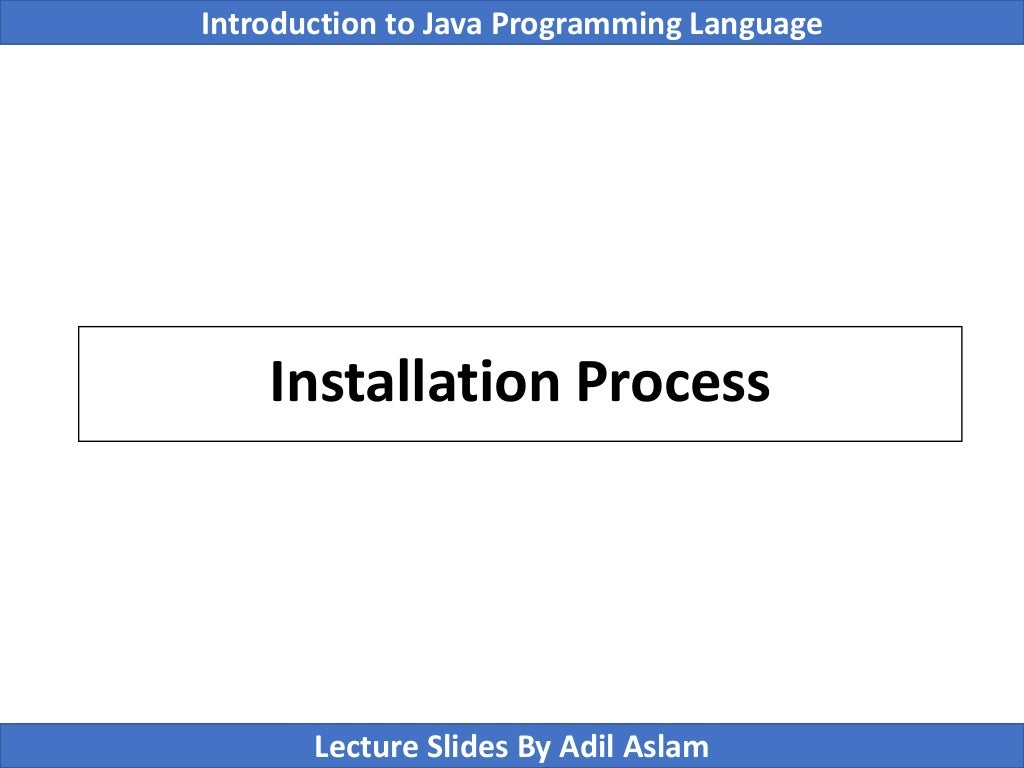 Introduction to Java Programming Language
Installation Process
Lecture Slides By Adil Aslam